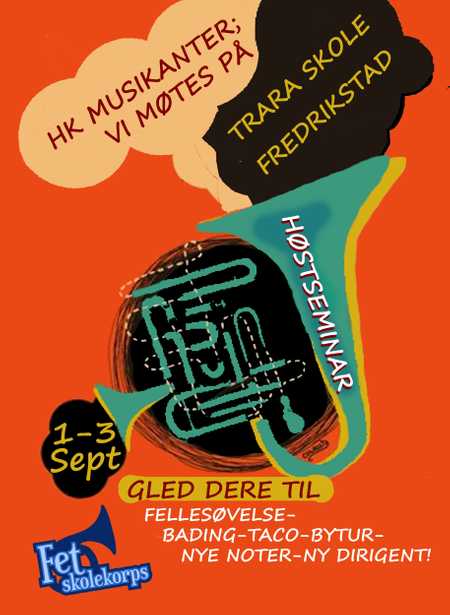 HK MUSIKANTER;
VI MØTES PÅ
TRARA SKOLE
FREDRIKSTAD
HØSTSEMINAR
1-3
Sept
GLED DERE TIL
FELLESØVELSE-
BADING-TACO-BYTUR-
NYE NOTER-NY DIRIGENT!
Fet
skolekorps